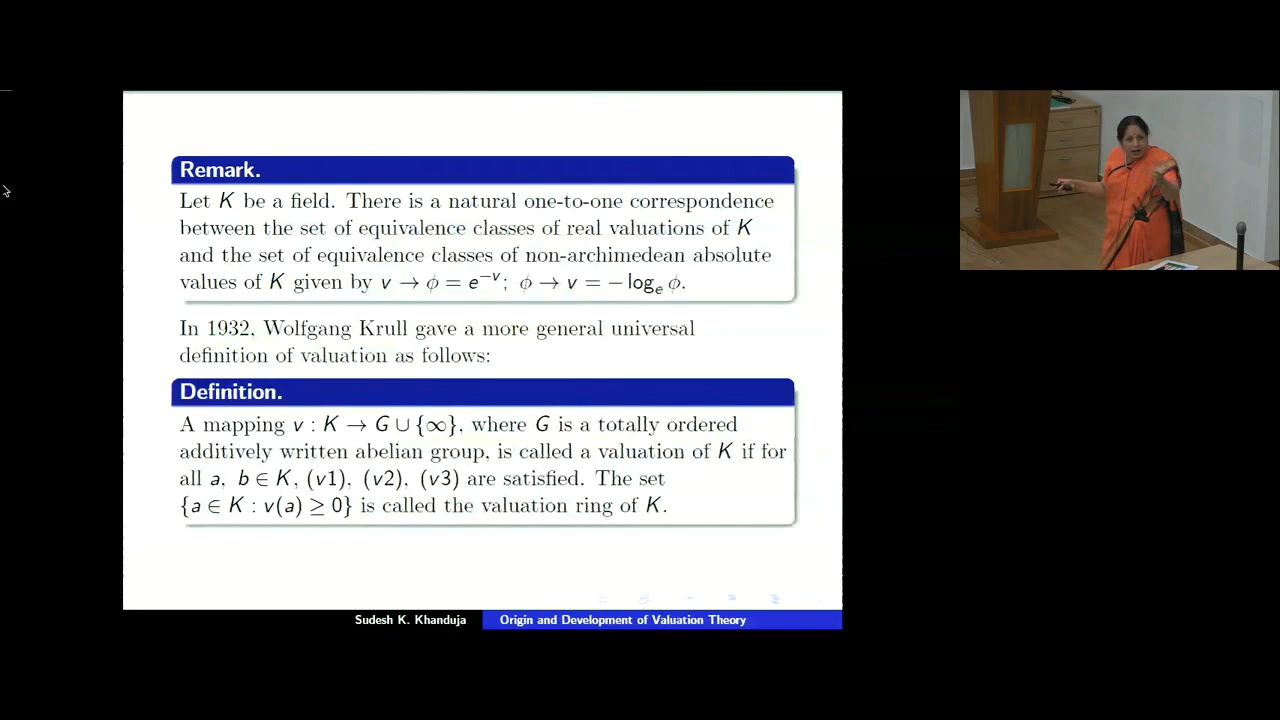 Remark.
Let K be a field. There is a natural one-to-one correspondence
between the set of equivalence classes of real valuations of K
and the set of equivalence classes of non-archimedean absolute
values of K given by v → ϕ = e⁻ᵛ; ϕ → v = − logₑ ϕ.
In 1932, Wolfgang Krull gave a more general universal
definition of valuation as follows:
Definition.
A mapping v : K → G ∪ {∞}, where G is a totally ordered
additively written abelian group, is called a valuation of K if for
all a, b ∈ K, (v1), (v2), (v3) are satisfied. The set
{a ∈ K : v(a) ≥ 0} is called the valuation ring of K.
Sudesh K. Khanduja Origin and Development of Valuation Theory